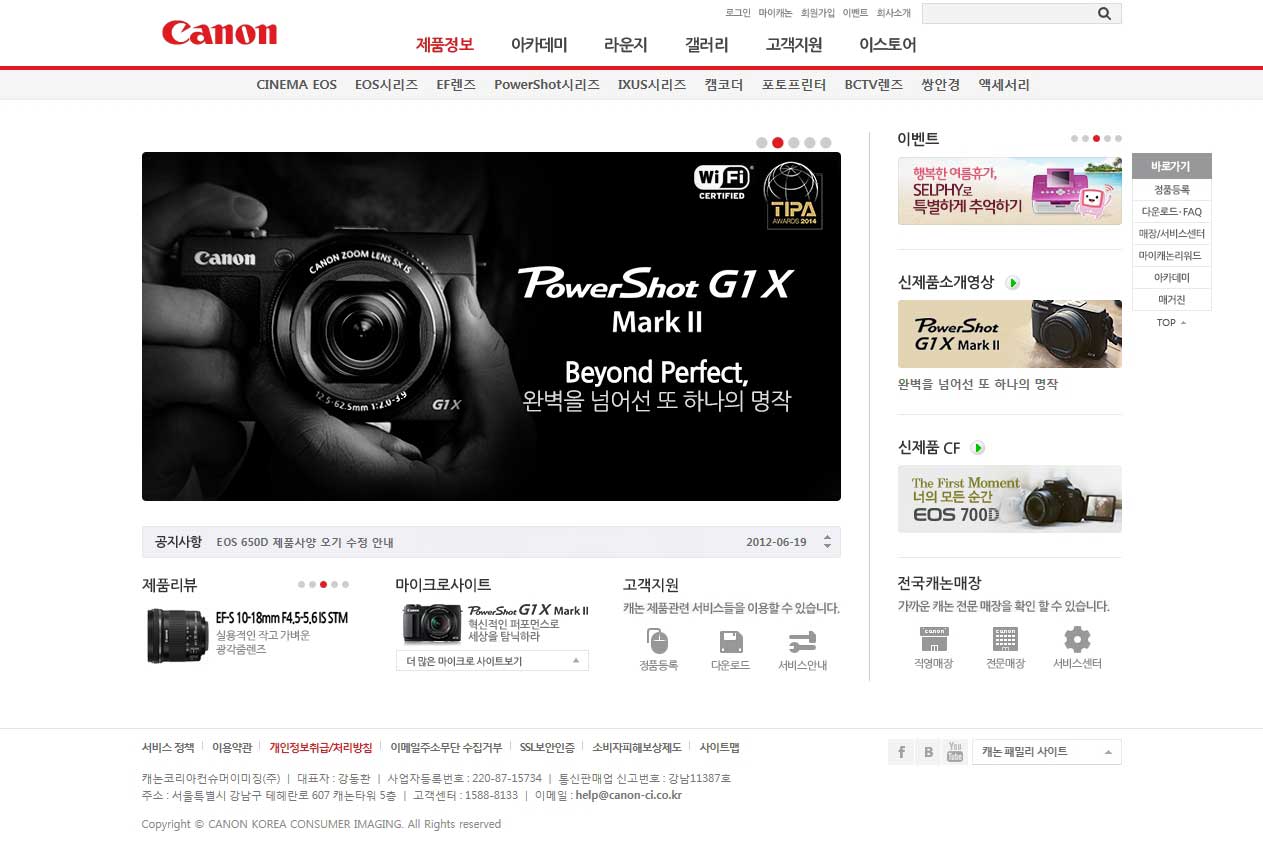 로그인 마이캐논 회원가입 이벤트 회사소개
Canon
제품정보 아카데미 라운지 갤러리 고객지원 이스토어
CINEMA EOS EOS시리즈 EF렌즈 PowerShot시리즈 IXUS시리즈 캠코더 포토프린터 BCTV렌즈 쌍안경 액세서리
Wi Fi
CERTIFIED
TIPA
AWARDS 2014
Canon
CANON ZOOM LENS 5x IS
12.5-62.5mm 1:2.0-3.9
G1X
PowerShot G1X
Mark II
Beyond Perfect,
완벽을 넘어선 또 하나의 명작
이벤트
행복한 여름휴가,
SELPHY로
특별하게 추억하기
신제품소개영상
PowerShot
G1X Mark II
완벽을 넘어선 또 하나의 명작
신제품 CF
The First Moment
너의 모든 순간
EOS 700D
바로가기
정품등록
다운로드·FAQ
매장/서비스센터
마이캐논리워드
아카데미
매거진
TOP
공지사항 EOS 650D 제품사양 오기 수정 안내 2012-06-19
제품리뷰
EF-S 10-18mm F4.5-5.6 IS STM
실용적인 작고 가벼운
광각줌렌즈
마이크로사이트
PowerShot G1X Mark II
혁신적인 퍼포먼스로
세상을 탐닉하라
더 많은 마이크로 사이트보기
고객지원
캐논 제품관련 서비스들을 이용할 수 있습니다.
정품등록 다운로드 서비스안내
전국캐논매장
가까운 캐논 전문 매장을 확인 할 수 있습니다.
canon canon
직영매장 전문매장 서비스센터
서비스 정책 이용약관 개인정보취급/처리방침 이메일주소무단 수집거부 SSL보안인증 소비자피해보상제도 사이트맵
f B You Tube 캐논 패밀리 사이트
캐논코리아컨슈머이미징(주) | 대표자 : 강동환 | 사업자등록번호 : 220-87-15734 | 통신판매업 신고번호 : 강남11387호
주소 : 서울특별시 강남구 테헤란로 607 캐논타워 5층 | 고객센터 : 1588-8133 | 이메일 : help@canon-ci.co.kr
Copyright © CANON KOREA CONSUMER IMAGING. All Rights reserved